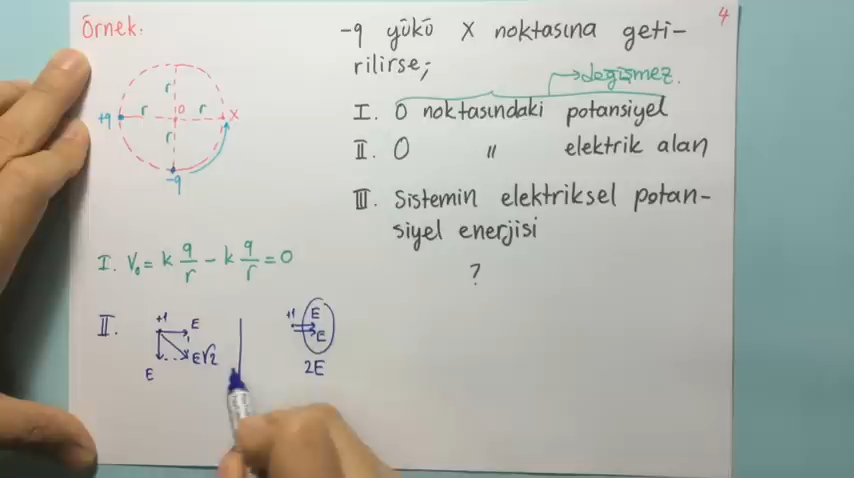 Örnek:
4
-q yükü X noktasına geti-
rilirse;
değişmez.
I. O noktasındaki potansiyel
II. O " elektrik alan
III. Sistemin elektriksel potan-
siyel enerjisi
?
r
+q r O r X
r
-q
I. V₀ = k q/r - k q/r = 0
II. +1 E
E√2
E
+1 E
E
2E